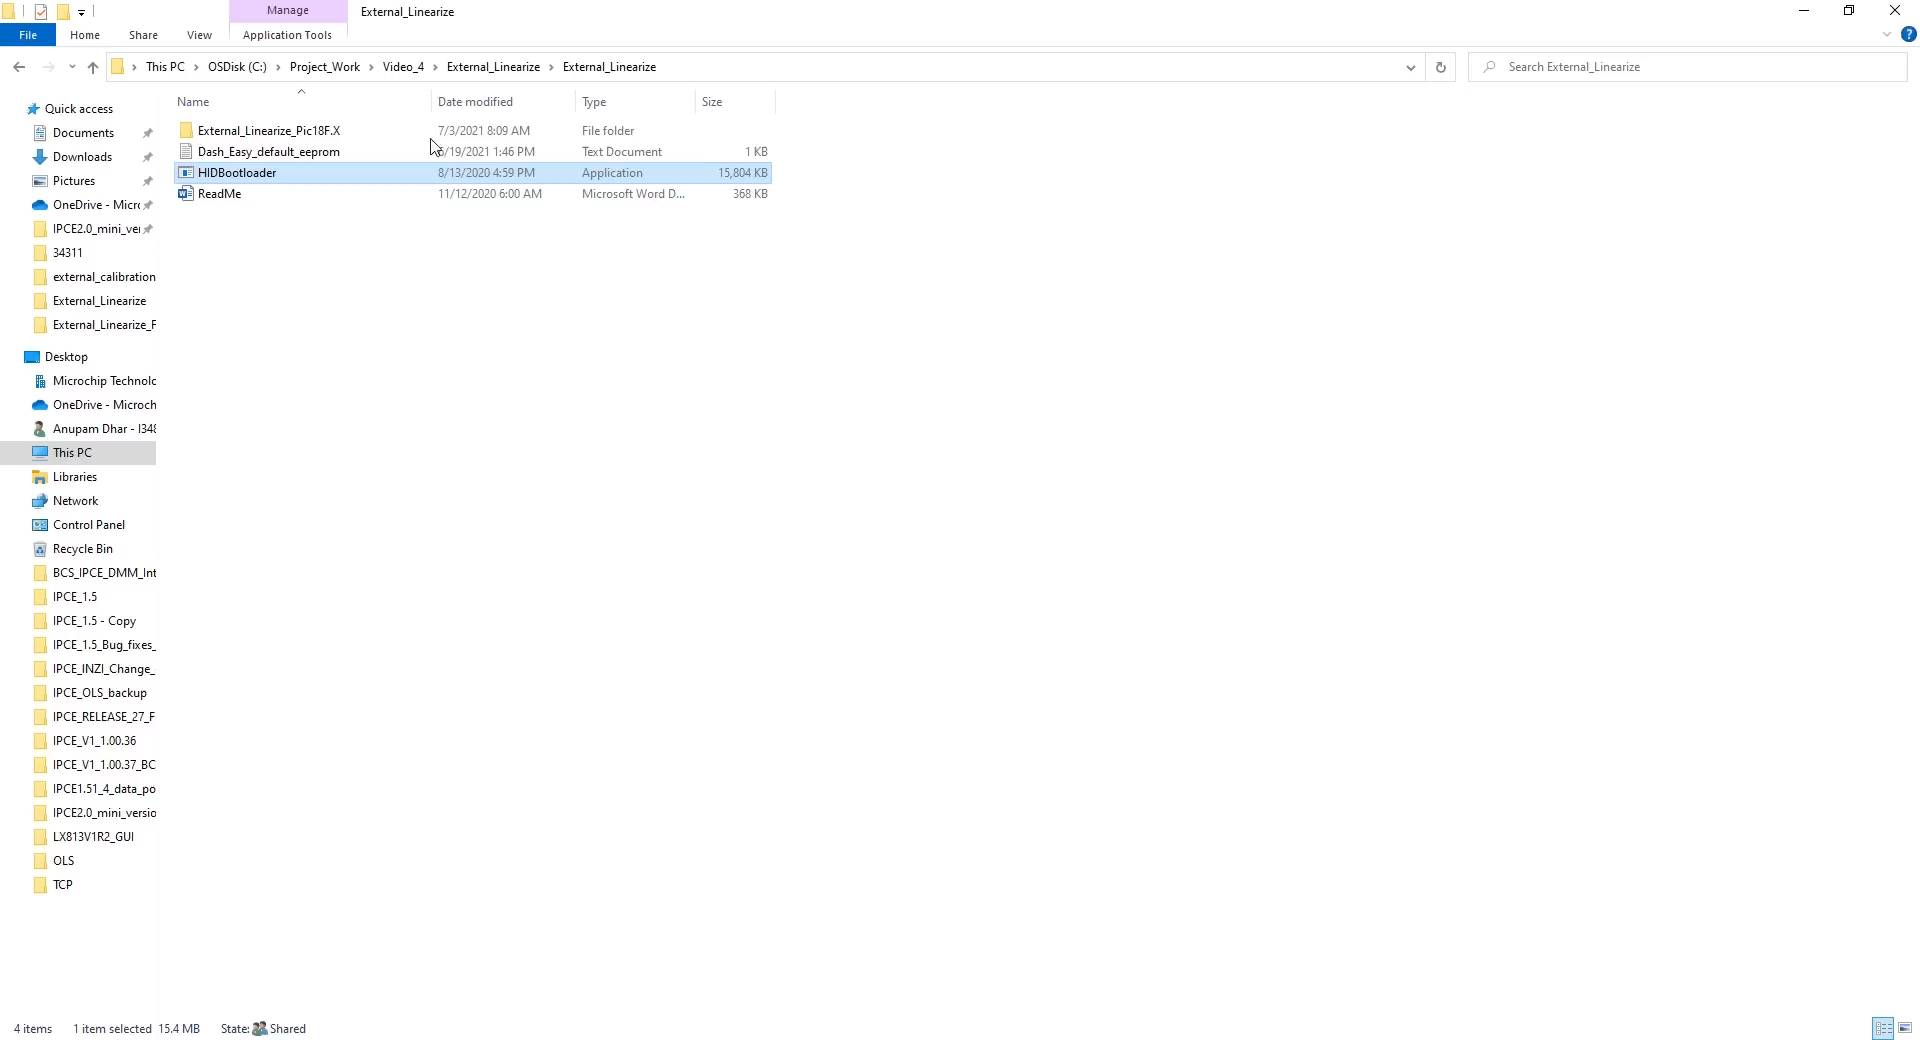 Manage
External_Linearize
File
Home
Share
View
Application Tools
This PC
OSDisk (C:)
Project_Work
Video_4
External_Linearize
External_Linearize
Search External_Linearize
Name
Date modified
Type
Size
External_Linearize_Pic18F.X
7/3/2021 8:09 AM
File folder
Dash_Easy_default_eeprom
/19/2021 1:46 PM
Text Document
1 KB
HIDBootloader
8/13/2020 4:59 PM
Application
15,804 KB
ReadMe
11/12/2020 6:00 AM
Microsoft Word D...
368 KB
Quick access
Documents
Downloads
Pictures
OneDrive - Micr
IPCE2.0_mini_ve
34311
external_calibration
External_Linearize
External_Linearize_F
Desktop
Microchip Technolc
OneDrive - Microch
Anupam Dhar - I348
This PC
Libraries
Network
Control Panel
Recycle Bin
BCS_IPCE_DMM_Int
IPCE_1.5
IPCE_1.5 - Copy
IPCE_1.5_Bug_fixes_
IPCE_INZI_Change_
IPCE_OLS_backup
IPCE_RELEASE_27_F
IPCE_V1_1.00.36
IPCE_V1_1.00.37_BC
IPCE1.51_4_data_po
IPCE2.0_mini_versio
LX813V1R2_GUI
OLS
TCP
4 items
1 item selected 15.4 MB
State: Shared